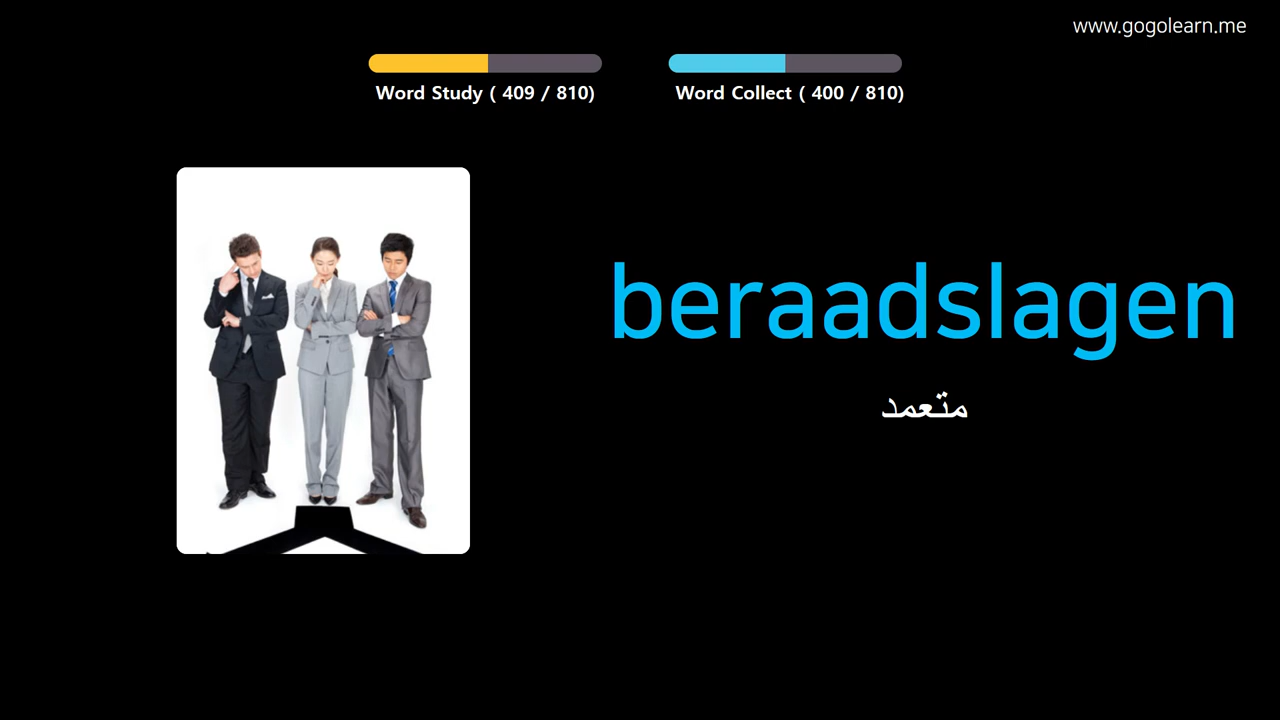 www.gogolearn.me
Word Study ( 409 / 810)
Word Collect ( 400 / 810)
beraadslagen
متعمد